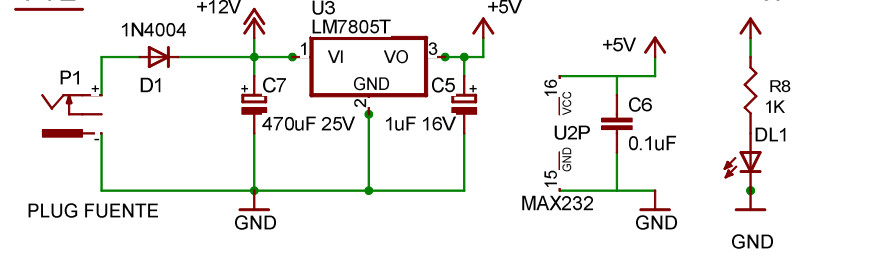 +12V
U3
LM7805T
+5V
1N4004
1
VI
VO
3
P1
+
D1
+
C7
GND
2
C5
+
470uF 25V
1uF 16V
-
PLUG FUENTE
GND
+5V
16
VCC
C6
U2P
0.1uF
GND
15
MAX232
GND
R8
1K
DL1
GND